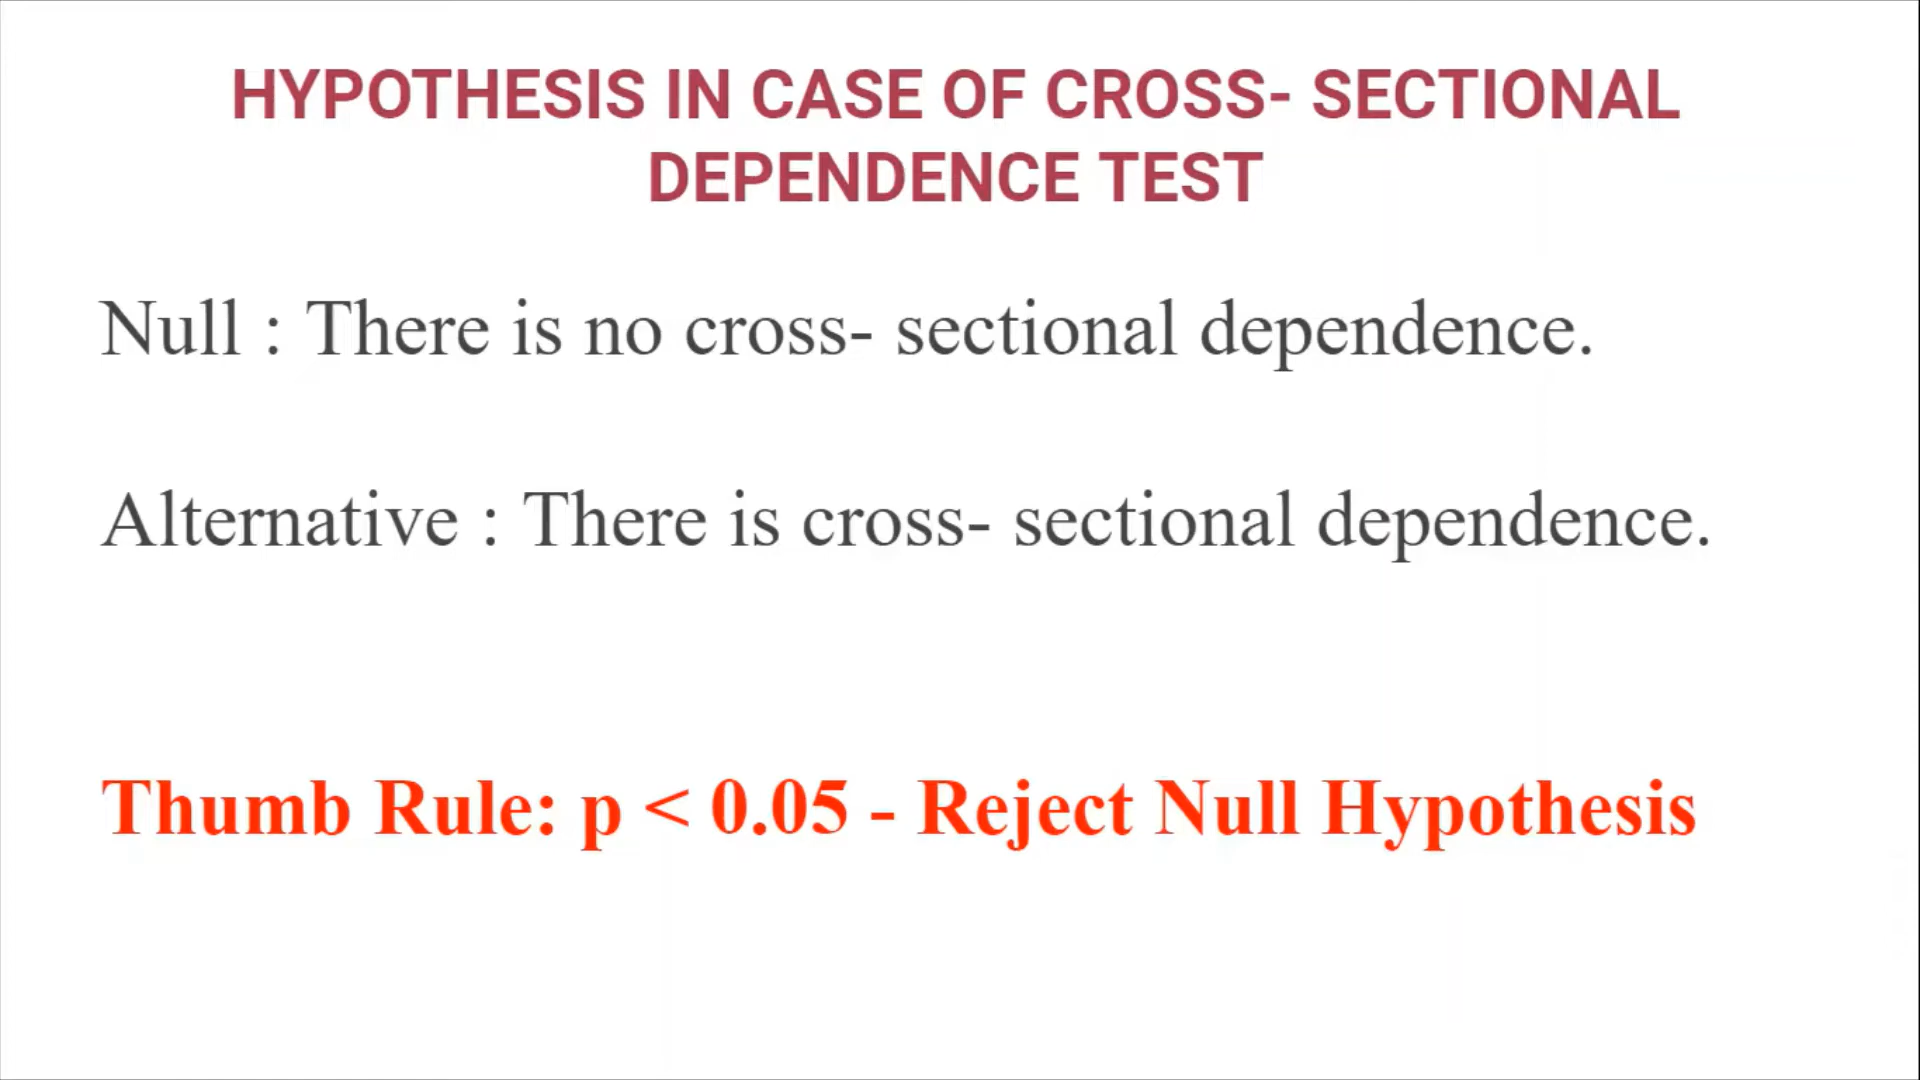 HYPOTHESIS IN CASE OF CROSS- SECTIONAL
DEPENDENCE TEST
Null : There is no cross- sectional dependence.
Alternative : There is cross- sectional dependence.
Thumb Rule: p < 0.05 - Reject Null Hypothesis